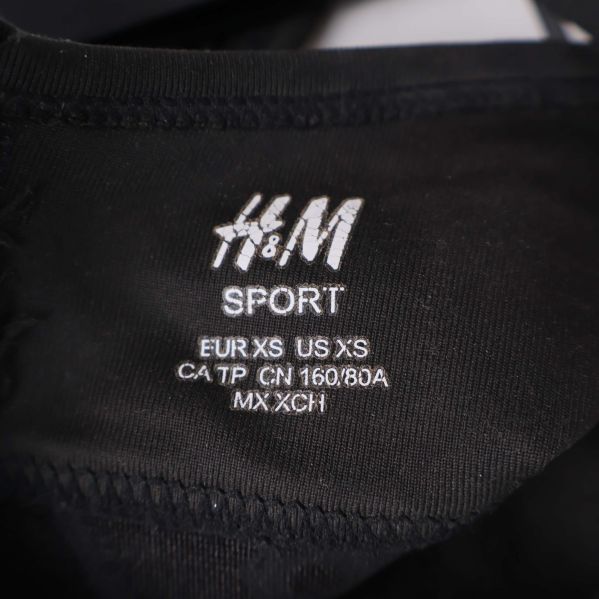 H&M
SPORT
EUR XS US XS
CA TP CN 160/80A
MX XCH